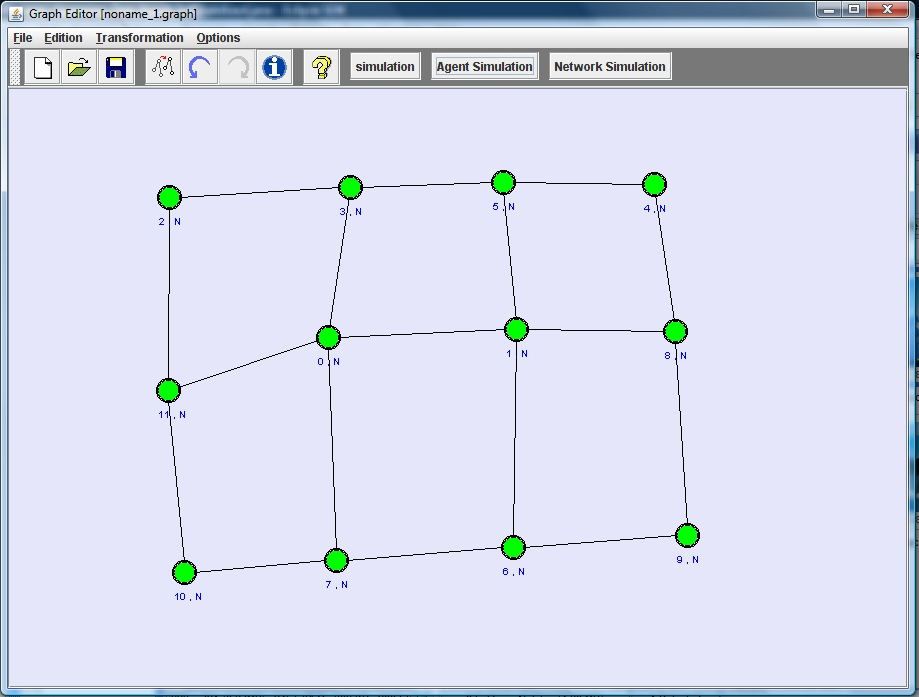 Graph Editor [noname_1.graph]
File Edition Transformation Options
simulation Agent Simulation Network Simulation
2 , N
3 , N
5 , N
4 , N
0 , N
1 , N
8 , N
11 , N
10 , N
7 , N
6 , N
9 , N